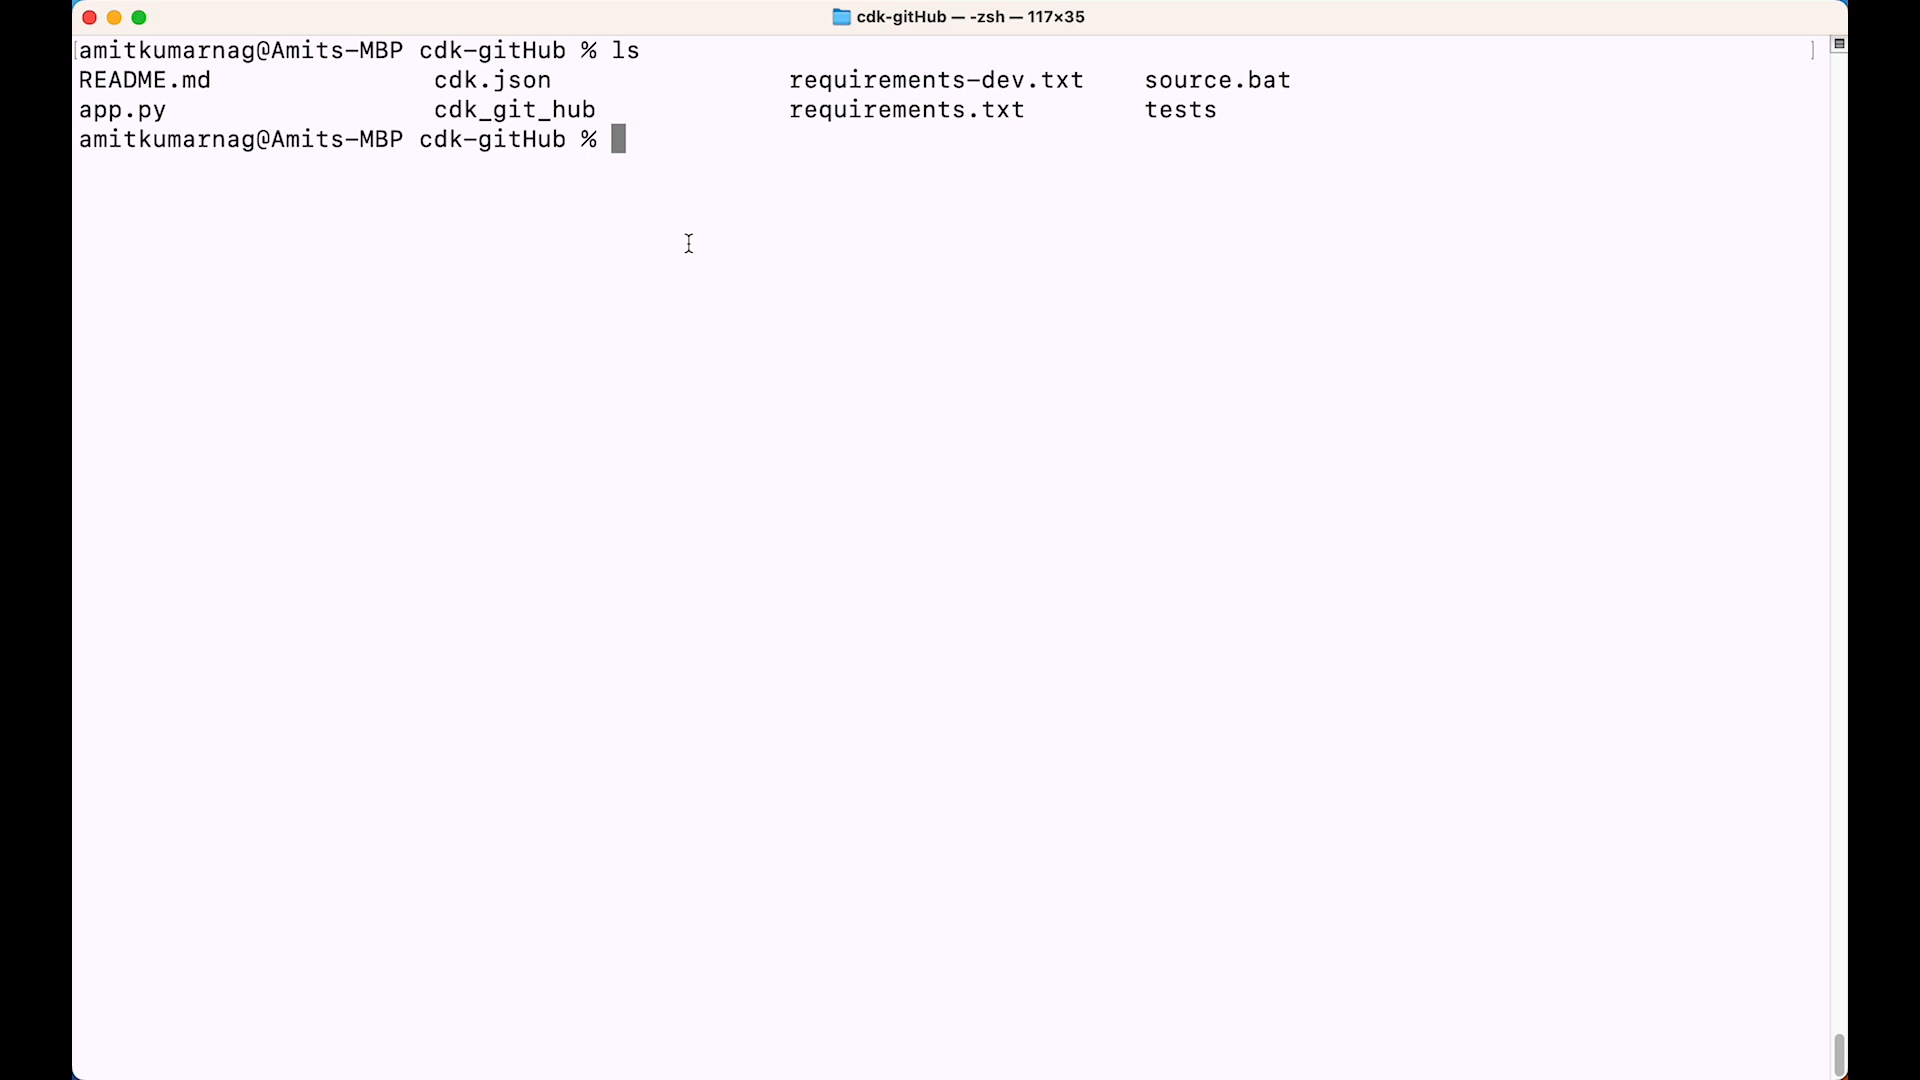 cdk-gitHub — -zsh — 117×35
[amitkumarnag@Amits-MBP cdk-gitHub % ls ]
README.md cdk.json requirements-dev.txt source.bat
app.py cdk_git_hub requirements.txt tests
amitkumarnag@Amits-MBP cdk-gitHub %